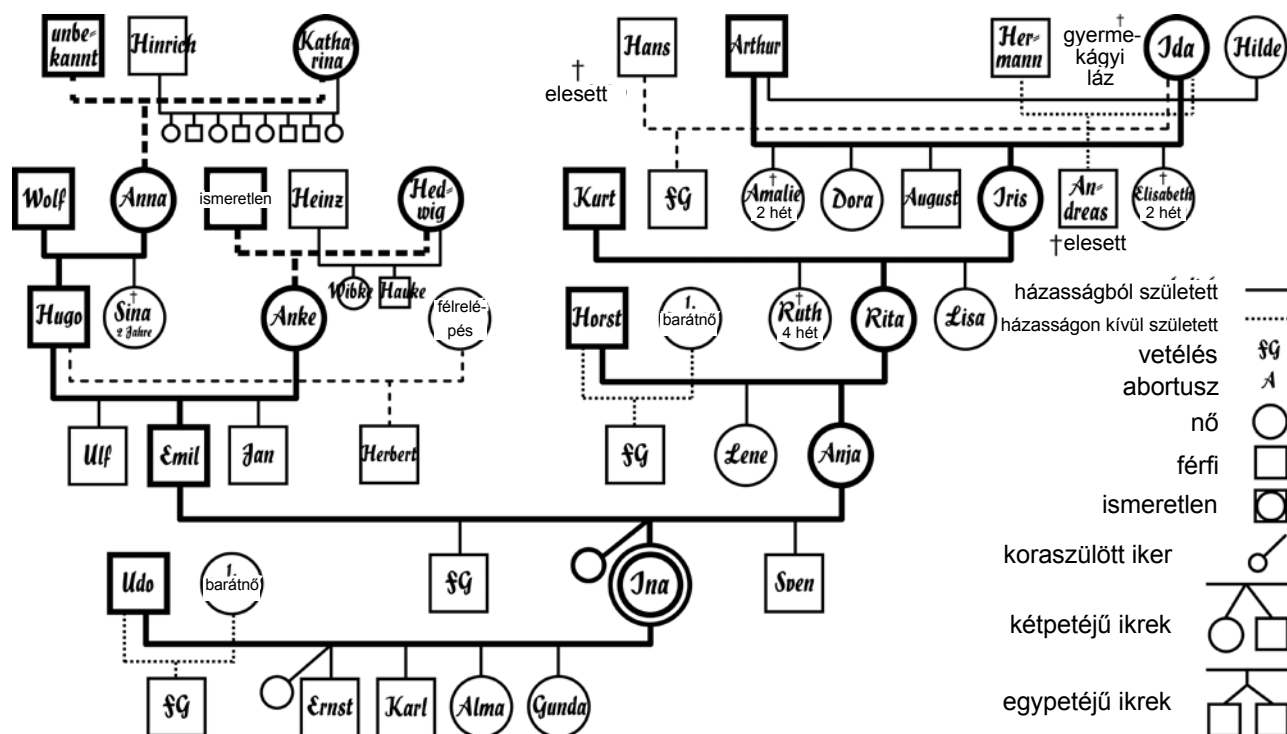 unbe=
kannt
Hinrich
Katha
rina
Hans
†
elesett
Arthur
Her=
mann
†
gyerme-
kágyi
láz
Ida
Hilde
Wolf
Anna
ismeretlen
Heinz
Hed=
wig
Kurt
FG
†
Amalie
2 hét
Dora
August
Iris
An=
dreas
†elesett
†
Elisabeth
2 hét
Hugo
†
Sina
2 Jahre
Anke
Wibke
Hauke
félrelé-
pés
Horst
1.
barátnő
†
Ruth
4 hét
Rita
Lisa
házasságból született
házasságon kívül született
vetélés FG
abortusz A
nő
férfi
ismeretlen
koraszülött iker
kétpetéjű ikrek
egypetéjű ikrek
Ulf
Emil
Jan
Herbert
FG
Lene
Anja
Udo
1.
barátnő
FG
Ina
Sven
FG
Ernst
Karl
Alma
Gunda